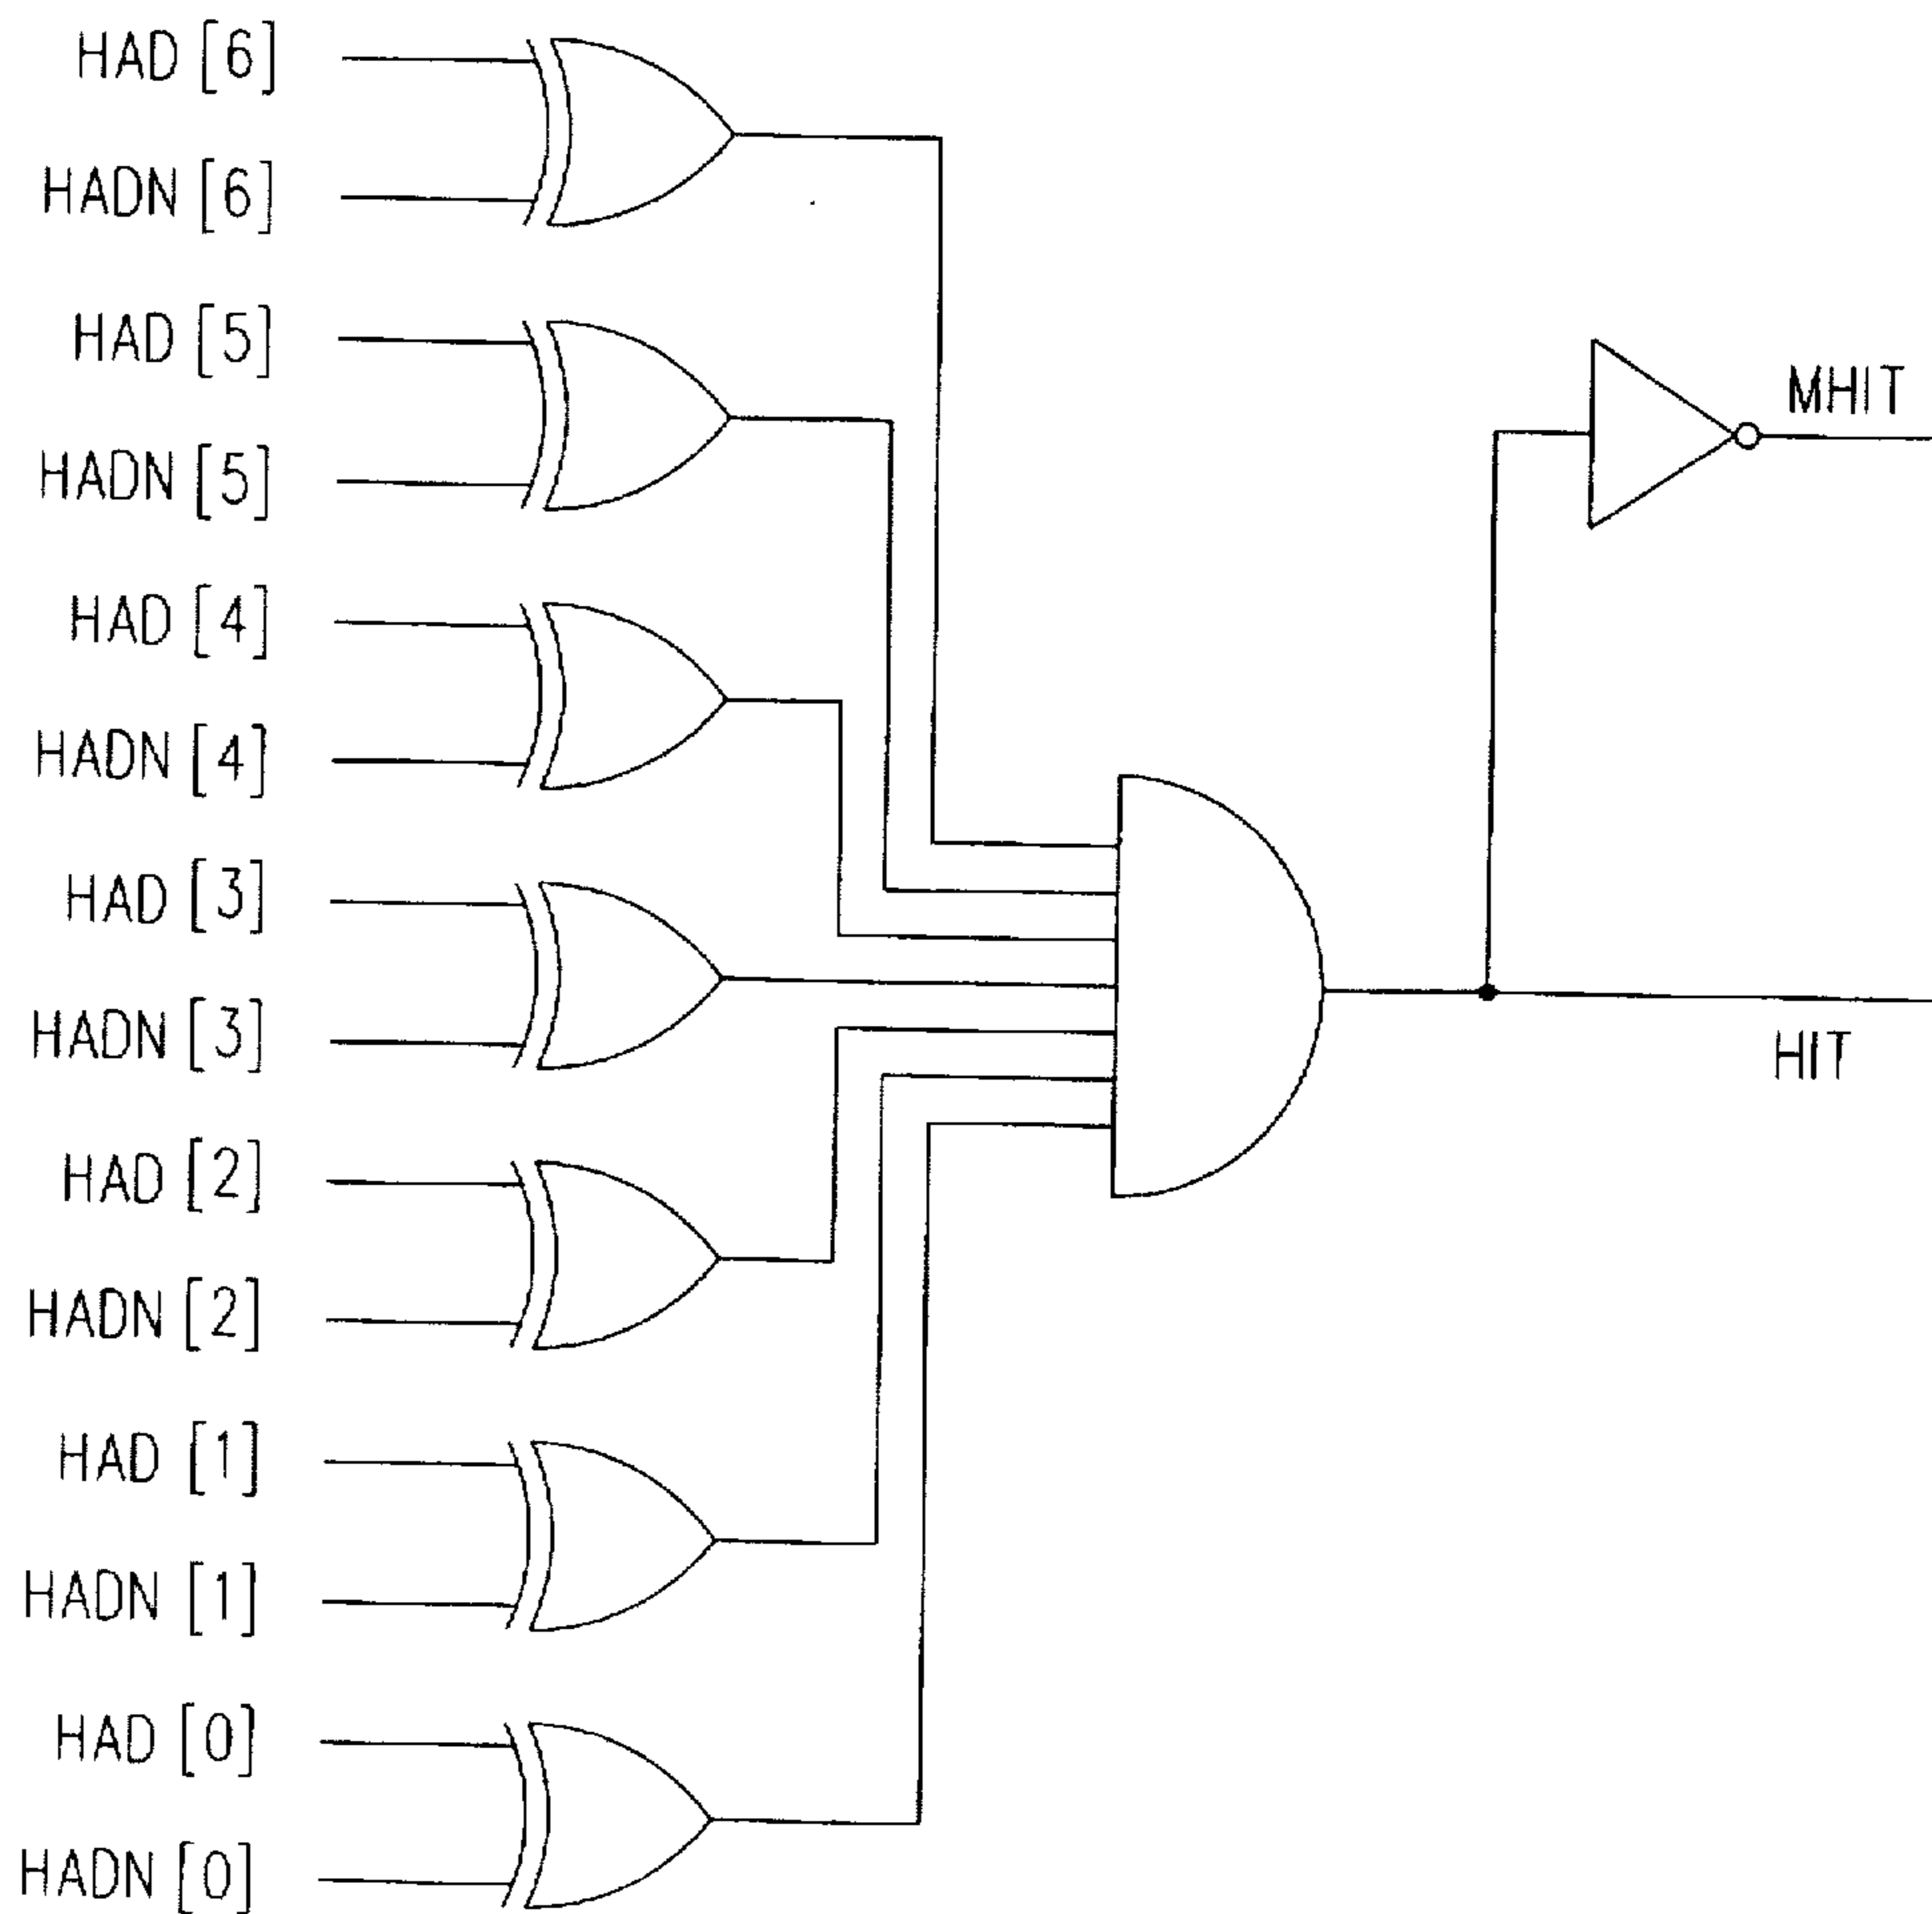 HAD [6]
HADN [6]
HAD [5]
HADN [5]
MHIT
HAD [4]
HADN [4]
HAD [3]
HADN [3]
HIT
HAD [2]
HADN [2]
HAD [1]
HADN [1]
HAD [0]
HADN [0]